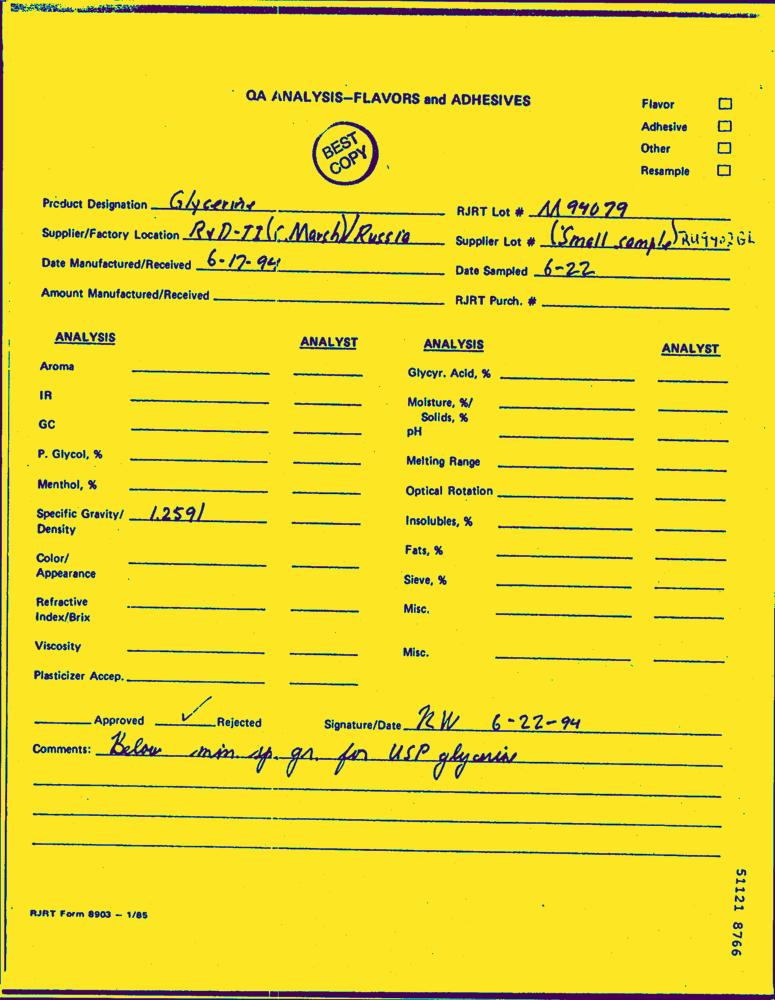 QA ANALYSIS—FLAVORS and ADHESIVES
Flavor
Adhesive
Other
Resample
BEST
COPY
Product Designation Glycerine
RJRT Lot # M 94079
Supplier/Factory Location R&D-TI (C. Marsh)/Russia
Supplier Lot # (Small sample)
Date Manufactured/Received 6-17-94
Date Sampled 6-22
Amount Manufactured/Received
RJRT Purch. #
ANALYSIS ANALYST
Aroma
IR
GC
P. Glycol, %
Menthol, %
Specific Gravity/ 1.2591
Density
Color/
Appearance
Refractive
Index/Brix
Viscosity
Plasticizer Accep.
ANALYSIS ANALYST
Glycyr. Acid, %
Moisture, %/
Solids, %
pH
Melting Range
Optical Rotation
Insolubles, %
Fats, %
Sieve, %
Misc.
Misc.
Approved ✓ Rejected
Signature/Date RW 6-22-94
Comments: Below min sp. gr. for USP glycerine
RJRT Form 8903 — 1/85
51121 8766